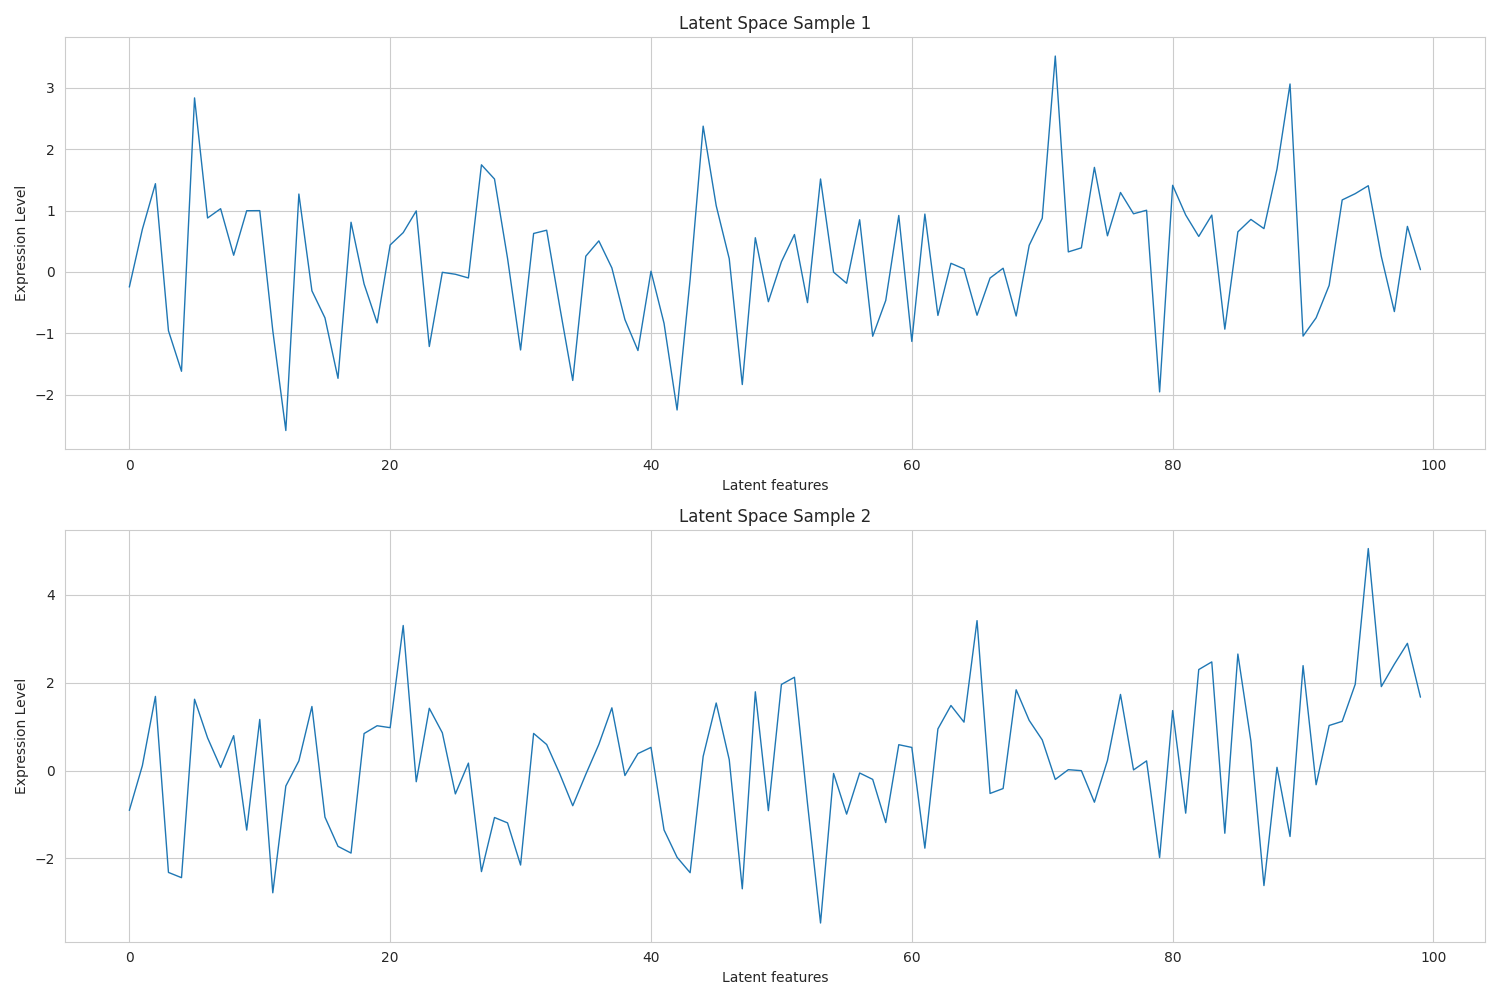 Latent Space Sample 1
Expression Level
3
2
1
0
−1
−2
0 20 40 60 80 100
Latent features
Latent Space Sample 2
Expression Level
4
2
0
−2
0 20 40 60 80 100
Latent features